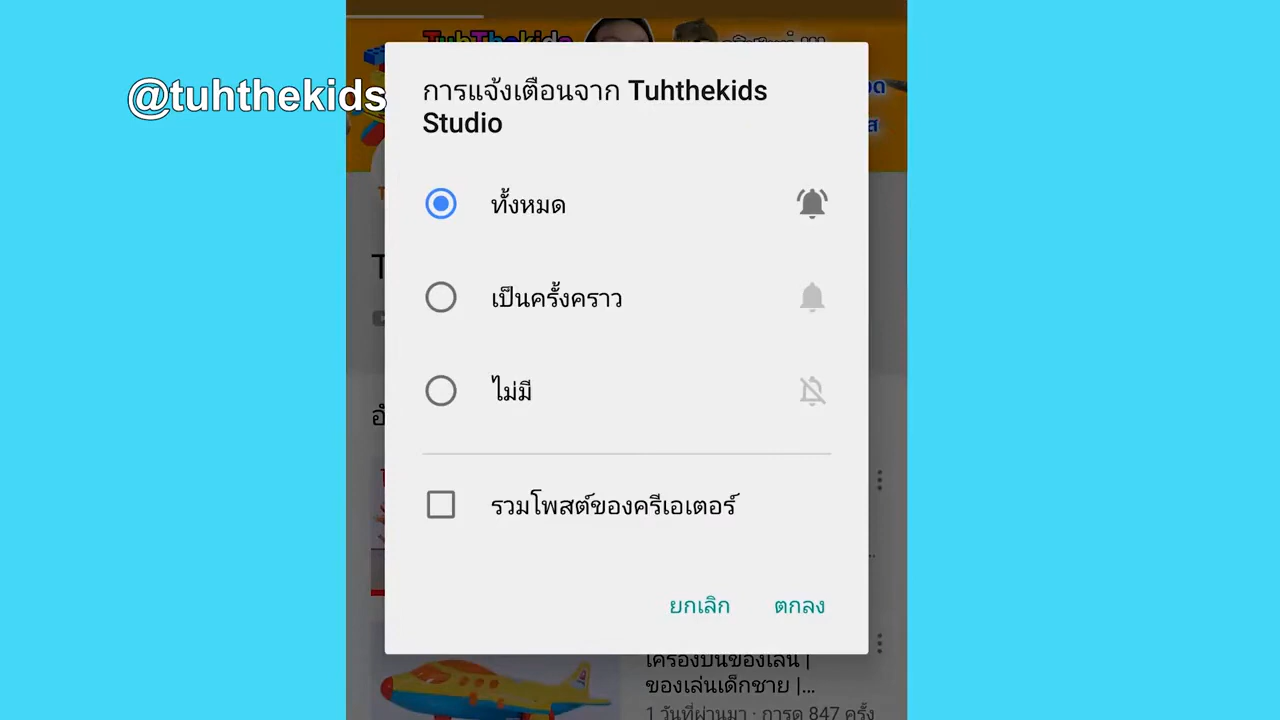 TuhThekids
@tuhthekids
การแจ้งเตือนจาก Tuhthekids
Studio
ทั้งหมด
เป็นครั้งคราว
ไม่มี
รวมโพสต์ของครีเอเตอร์
ยกเลิก
ตกลง
เครื่องบินของเล่น |
ของเล่นเด็กชาย |...
1 วันที่ผ่านมา · การดู 847 ครั้ง